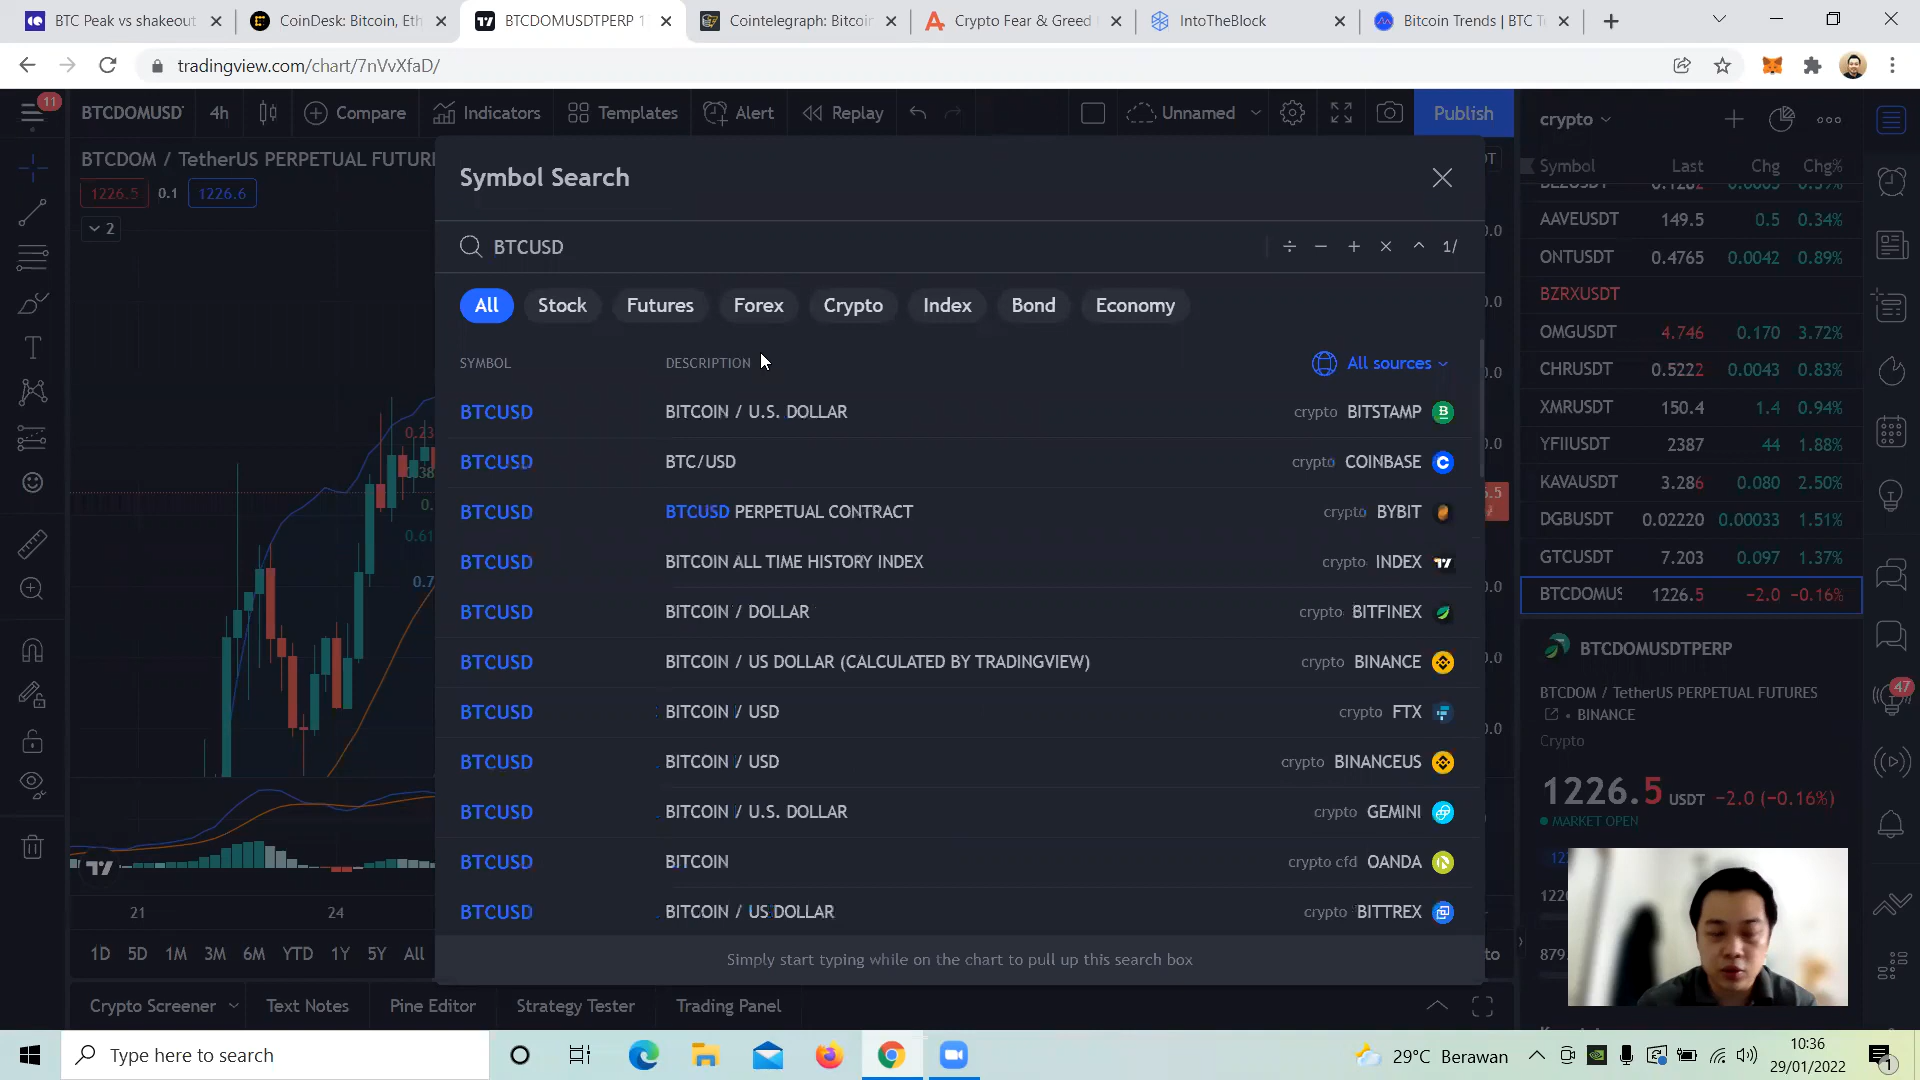 BTC Peak vs shakeout
CoinDesk: Bitcoin, Eth
BTCDOMUSDTPERP 1
Cointelegraph: Bitcoin
Crypto Fear & Greed
IntoTheBlock
Bitcoin Trends | BTC T
tradingview.com/chart/7nVvXfaD/
11
BTCDOMUSD
4h
Compare
Indicators
Templates
Alert
Replay
Unnamed
Publish
crypto
BTCDOM / TetherUS PERPETUAL FUTURE
1226.5
0.1
1226.6
2
Symbol Search
BTCUSD
1/
All
Stock
Futures
Forex
Crypto
Index
Bond
Economy
SYMBOL
DESCRIPTION
All sources
BTCUSD BITCOIN / U.S. DOLLAR crypto BITSTAMP
BTCUSD BTC/USD crypto COINBASE
BTCUSD BTCUSD PERPETUAL CONTRACT crypto BYBIT
BTCUSD BITCOIN ALL TIME HISTORY INDEX crypto INDEX
BTCUSD BITCOIN / DOLLAR crypto BITFINEX
BTCUSD BITCOIN / US DOLLAR (CALCULATED BY TRADINGVIEW) crypto BINANCE
BTCUSD BITCOIN / USD crypto FTX
BTCUSD BITCOIN / USD crypto BINANCEUS
BTCUSD BITCOIN / U.S. DOLLAR crypto GEMINI
BTCUSD BITCOIN crypto cfd OANDA
BTCUSD BITCOIN / US DOLLAR crypto BITTREX
Simply start typing while on the chart to pull up this search box
Symbol Last Chg Chg%
AAVEUSDT 149.5 0.5 0.34%
ONTUSDT 0.4765 0.0042 0.89%
BZRXUSDT
OMGUSDT 4.746 0.170 3.72%
CHRUSDT 0.5222 0.0043 0.83%
XMRUSDT 150.4 1.4 0.94%
YFIIUSDT 2387 44 1.88%
KAVAUSDT 3.286 0.080 2.50%
DGBUSDT 0.02220 0.00033 1.51%
GTCUSDT 7.203 0.097 1.37%
BTCDOMUS 1226.5 −2.0 −0.16%
BTCDOMUSDTPERP
BTCDOM / TetherUS PERPETUAL FUTURES
• BINANCE
Crypto
1226.5 USDT −2.0 (−0.16%)
MARKET OPEN
47
879.
21
24
1D 5D 1M 3M 6M YTD 1Y 5Y All
Crypto Screener
Text Notes
Pine Editor
Strategy Tester
Trading Panel
Type here to search
29°C Berawan
10:36
29/01/2022
1